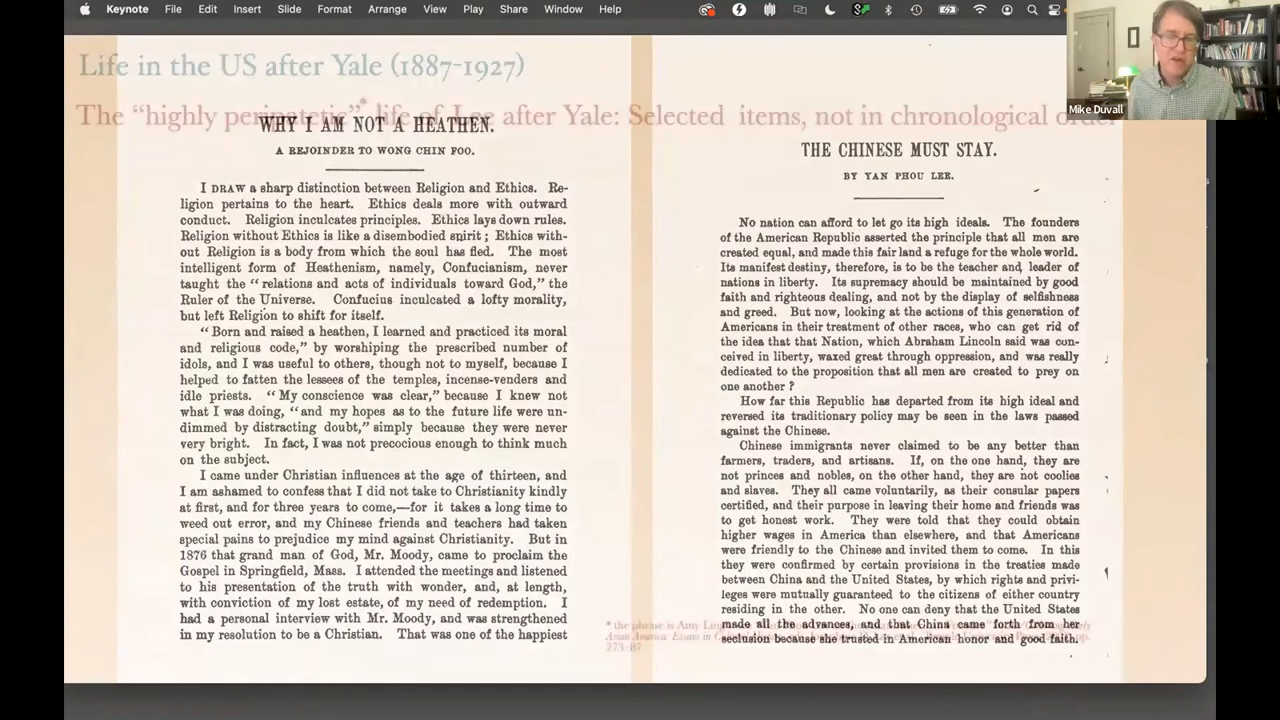 Keynote File Edit Insert Slide Format Arrange View Play Share Window Help
Mike Duvall
Life in the US after Yale (1887-1927)
The “highly peripatetic”* life of Lee after Yale: Selected items, not in chronological order
WHY I AM NOT A HEATHEN.
A REJOINDER TO WONG CHIN FOO.
I DRAW a sharp distinction between Religion and Ethics. Re-
ligion pertains to the heart. Ethics deals more with outward
conduct. Religion inculcates principles. Ethics lays down rules.
Religion without Ethics is like a disembodied spirit; Ethics with-
out Religion is a body from which the soul has fled. The most
intelligent form of Heathenism, namely, Confucianism, never
taught the “relations and acts of individuals toward God,” the
Ruler of the Universe. Confucius inculcated a lofty morality,
but left Religion to shift for itself.
“Born and raised a heathen, I learned and practiced its moral
and religious code,” by worshiping the prescribed number of
idols, and I was useful to others, though not to myself, because I
helped to fatten the lessees of the temples, incense-venders and
idle priests. “My conscience was clear,” because I knew not
what I was doing, “and my hopes as to the future life were un-
dimmed by distracting doubt,” simply because they were never
very bright. In fact, I was not precocious enough to think much
on the subject.
I came under Christian influences at the age of thirteen, and
I am ashamed to confess that I did not take to Christianity kindly
at first, and for three years to come,—for it takes a long time to
weed out error, and my Chinese friends and teachers had taken
special pains to prejudice my mind against Christianity. But in
1876 that grand man of God, Mr. Moody, came to proclaim the
Gospel in Springfield, Mass. I attended the meetings and listened
to his presentation of the truth with wonder, and, at length,
with conviction of my lost estate, of my need of redemption. I
had a personal interview with Mr. Moody, and was strengthened
in my resolution to be a Christian. That was one of the happiest
THE CHINESE MUST STAY.
BY YAN PHOU LEE.
No nation can afford to let go its high ideals. The founders
of the American Republic asserted the principle that all men are
created equal, and made this fair land a refuge for the whole world.
Its manifest destiny, therefore, is to be the teacher and leader of
nations in liberty. Its supremacy should be maintained by good
faith and righteous dealing, and not by the display of selfishness
and greed. But now, looking at the actions of this generation of
Americans in their treatment of other races, who can get rid of
the idea that that Nation, which Abraham Lincoln said was con-
ceived in liberty, waxed great through oppression, and was really
dedicated to the proposition that all men are created to prey on
one another?
How far this Republic has departed from its high ideal and
reversed its traditionary policy may be seen in the laws passed
against the Chinese.
Chinese immigrants never claimed to be any better than
farmers, traders, and artisans. If, on the one hand, they are
not princes and nobles, on the other hand, they are not coolies
and slaves. They all came voluntarily, as their consular papers
certified, and their purpose in leaving their home and friends was
to get honest work. They were told that they could obtain
higher wages in America than elsewhere, and that Americans
were friendly to the Chinese and invited them to come. In this
they were confirmed by certain provisions in the treaties made
between China and the United States, by which rights and privi-
leges were mutually guaranteed to the citizens of either country
residing in the other. No one can deny that the United States
made all the advances, and that China came forth from her
seclusion because she trusted in American honor and good faith.
* the phrase is Amy
Asian America: Essays in
273-87